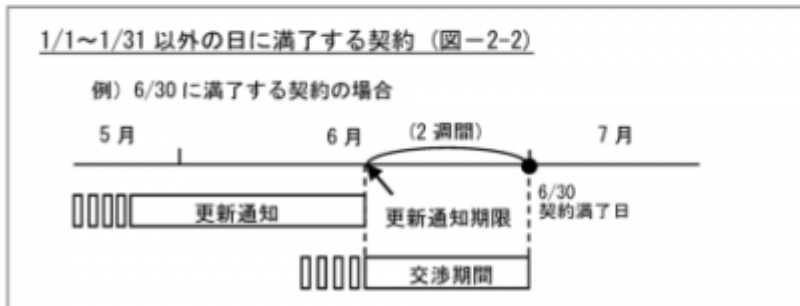 1/1～1/31 以外の日に満了する契約（図－2-2）
例）6/30 に満了する契約の場合
5 月
6 月
(2 週間)
7 月
更新通知
更新通知期限
6/30
契約満了日
交渉期間